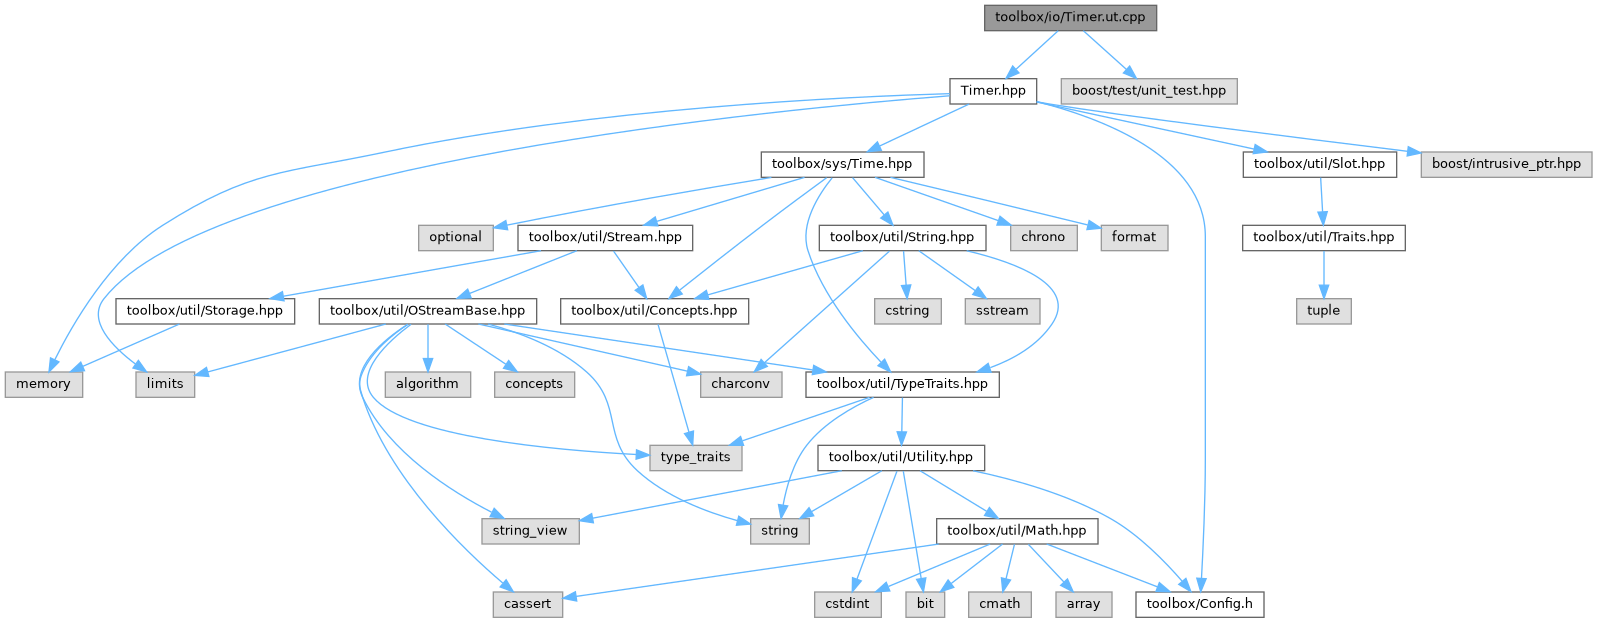 toolbox/io/Timer.ut.cpp
Timer.hpp
boost/test/unit_test.hpp
toolbox/sys/Time.hpp
toolbox/util/Slot.hpp
boost/intrusive_ptr.hpp
optional
toolbox/util/Stream.hpp
toolbox/util/String.hpp
chrono
format
toolbox/util/Traits.hpp
toolbox/util/Storage.hpp
toolbox/util/OStreamBase.hpp
toolbox/util/Concepts.hpp
cstring
sstream
tuple
memory
limits
algorithm
concepts
charconv
toolbox/util/TypeTraits.hpp
type_traits
toolbox/util/Utility.hpp
string_view
string
toolbox/util/Math.hpp
cassert
cstdint
bit
cmath
array
toolbox/Config.h